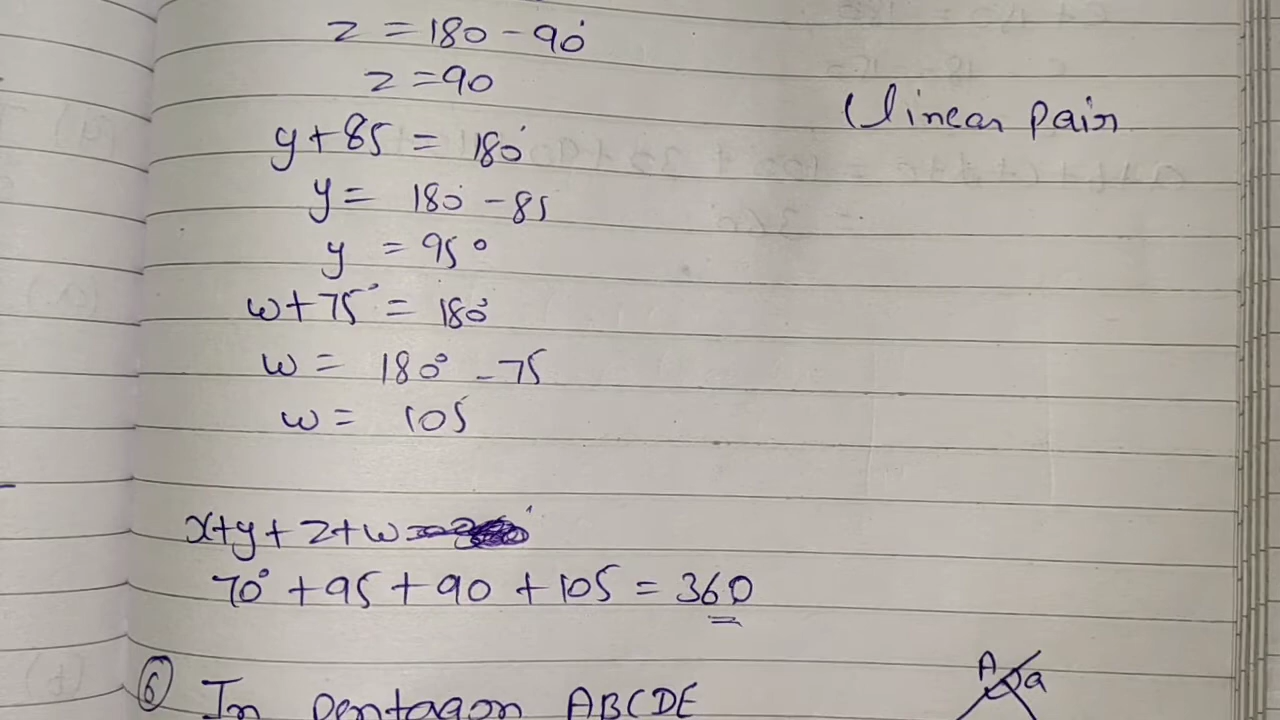 z = 180 - 90°
z = 90
(linear pair
y + 85 = 180°
y = 180 - 85
y = 95°
w + 75° = 180°
w = 180° - 75
w = 105
x + y + z + w
70° + 95 + 90 + 105 = 360
⑥ In pentagon ABCDE
A a